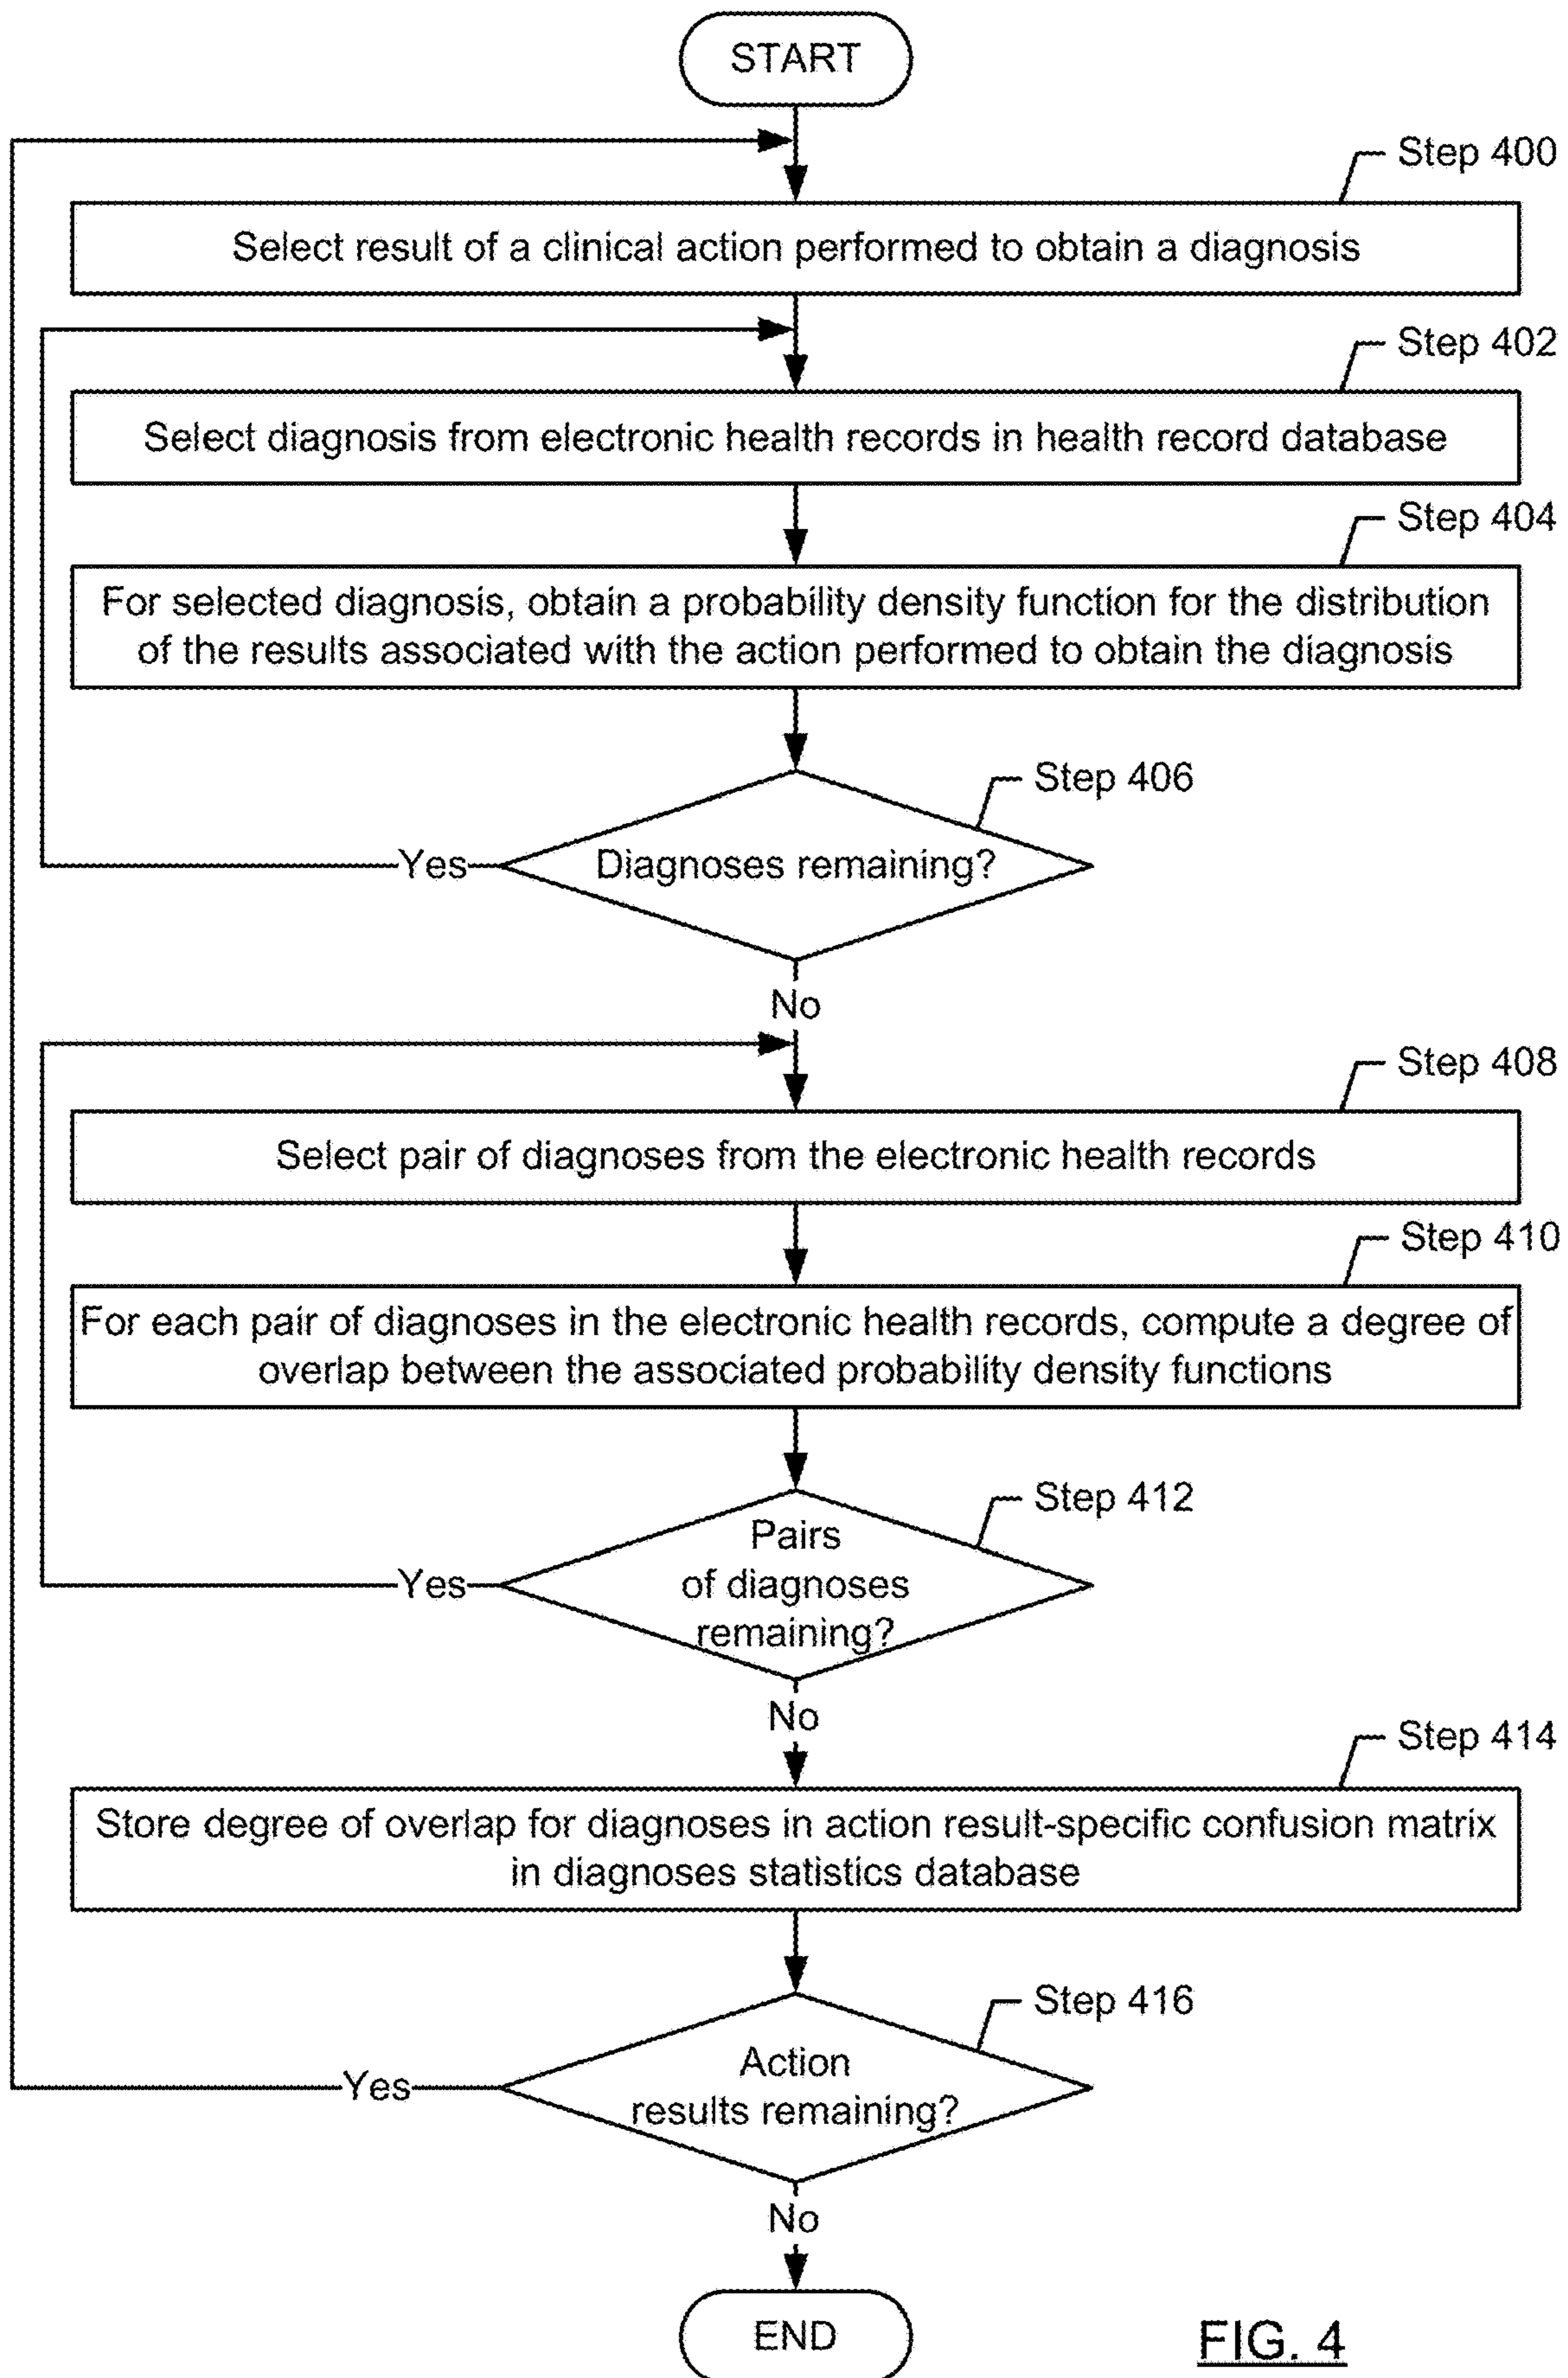 START
Step 400
Select result of a clinical action performed to obtain a diagnosis
Step 402
Select diagnosis from electronic health records in health record database
Step 404
For selected diagnosis, obtain a probability density function for the distribution
of the results associated with the action performed to obtain the diagnosis
Step 406
Diagnoses remaining?
Yes
No
Step 408
Select pair of diagnoses from the electronic health records
Step 410
For each pair of diagnoses in the electronic health records, compute a degree of
overlap between the associated probability density functions
Step 412
Pairs
of diagnoses
remaining?
Yes
No
Step 414
Store degree of overlap for diagnoses in action result-specific confusion matrix
in diagnoses statistics database
Step 416
Action
results remaining?
Yes
No
END
FIG. 4